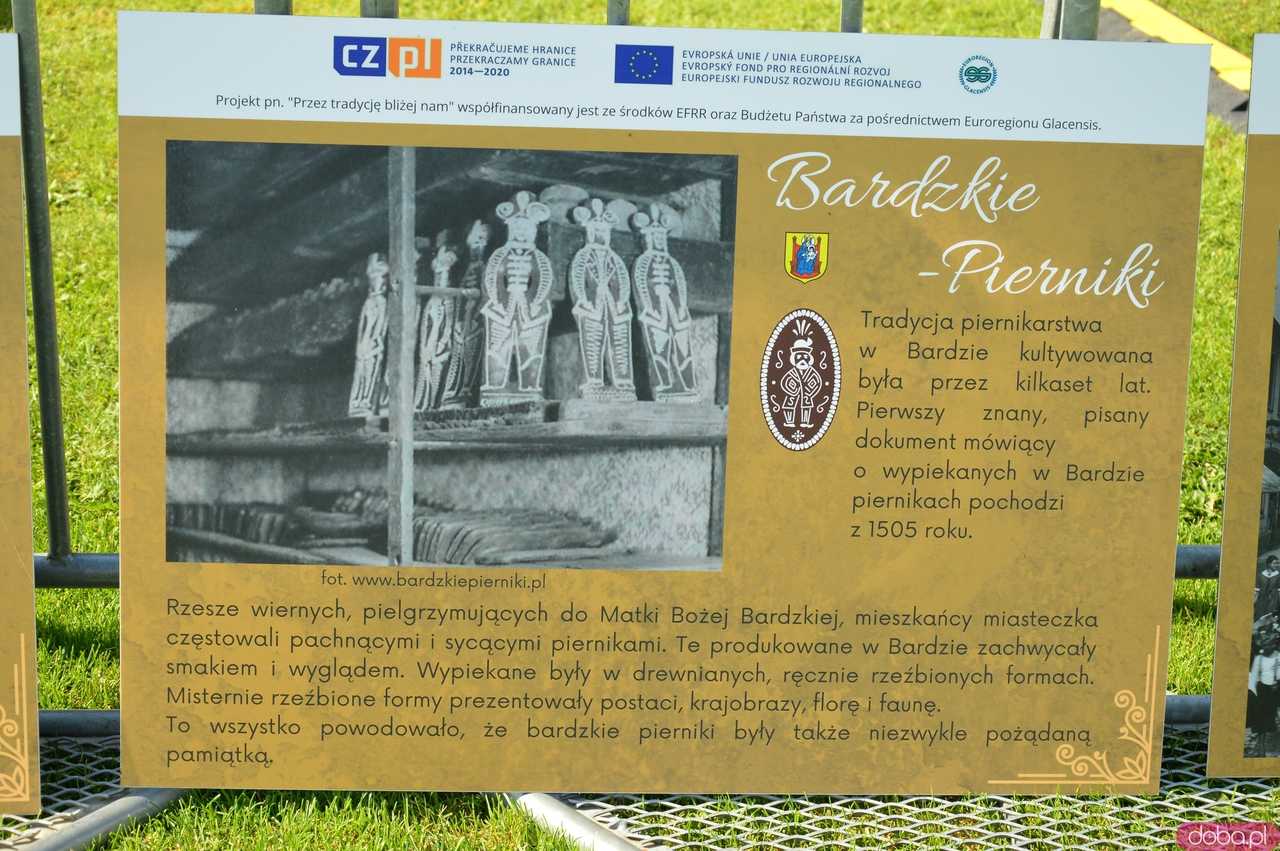 CZ PL
PŘEKRAČUJEME HRANICE
PRZEKRACZAMY GRANICE
2014—2020
EVROPSKÁ UNIE / UNIA EUROPEJSKA
EVROPSKÝ FOND PRO REGIONÁLNÍ ROZVOJ
EUROPEJSKI FUNDUSZ ROZWOJU REGIONALNEGO
EUROREGION
GLACENSIS
Projekt pn. "Przez tradycję bliżej nam" współfinansowany jest ze środków EFRR oraz Budżetu Państwa za pośrednictwem Euroregionu Glacensis.
Bardzkie
-Pierniki
Tradycja piernikarstwa
w Bardzie kultywowana
była przez kilkaset lat.
Pierwszy znany, pisany
dokument mówiący
o wypiekanych w Bardzie
piernikach pochodzi
z 1505 roku.
fot. www.bardzkiepierniki.pl
Rzesze wiernych, pielgrzymujących do Matki Bożej Bardzkiej, mieszkańcy miasteczka
częstowali pachnącymi i sycącymi piernikami. Te produkowane w Bardzie zachwycały
smakiem i wyglądem. Wypiekane były w drewnianych, ręcznie rzeźbionych formach.
Misternie rzeźbione formy prezentowały postaci, krajobrazy, florę i faunę.
To wszystko powodowało, że bardzkie pierniki były także niezwykle pożądaną
pamiątką.
doba.pl